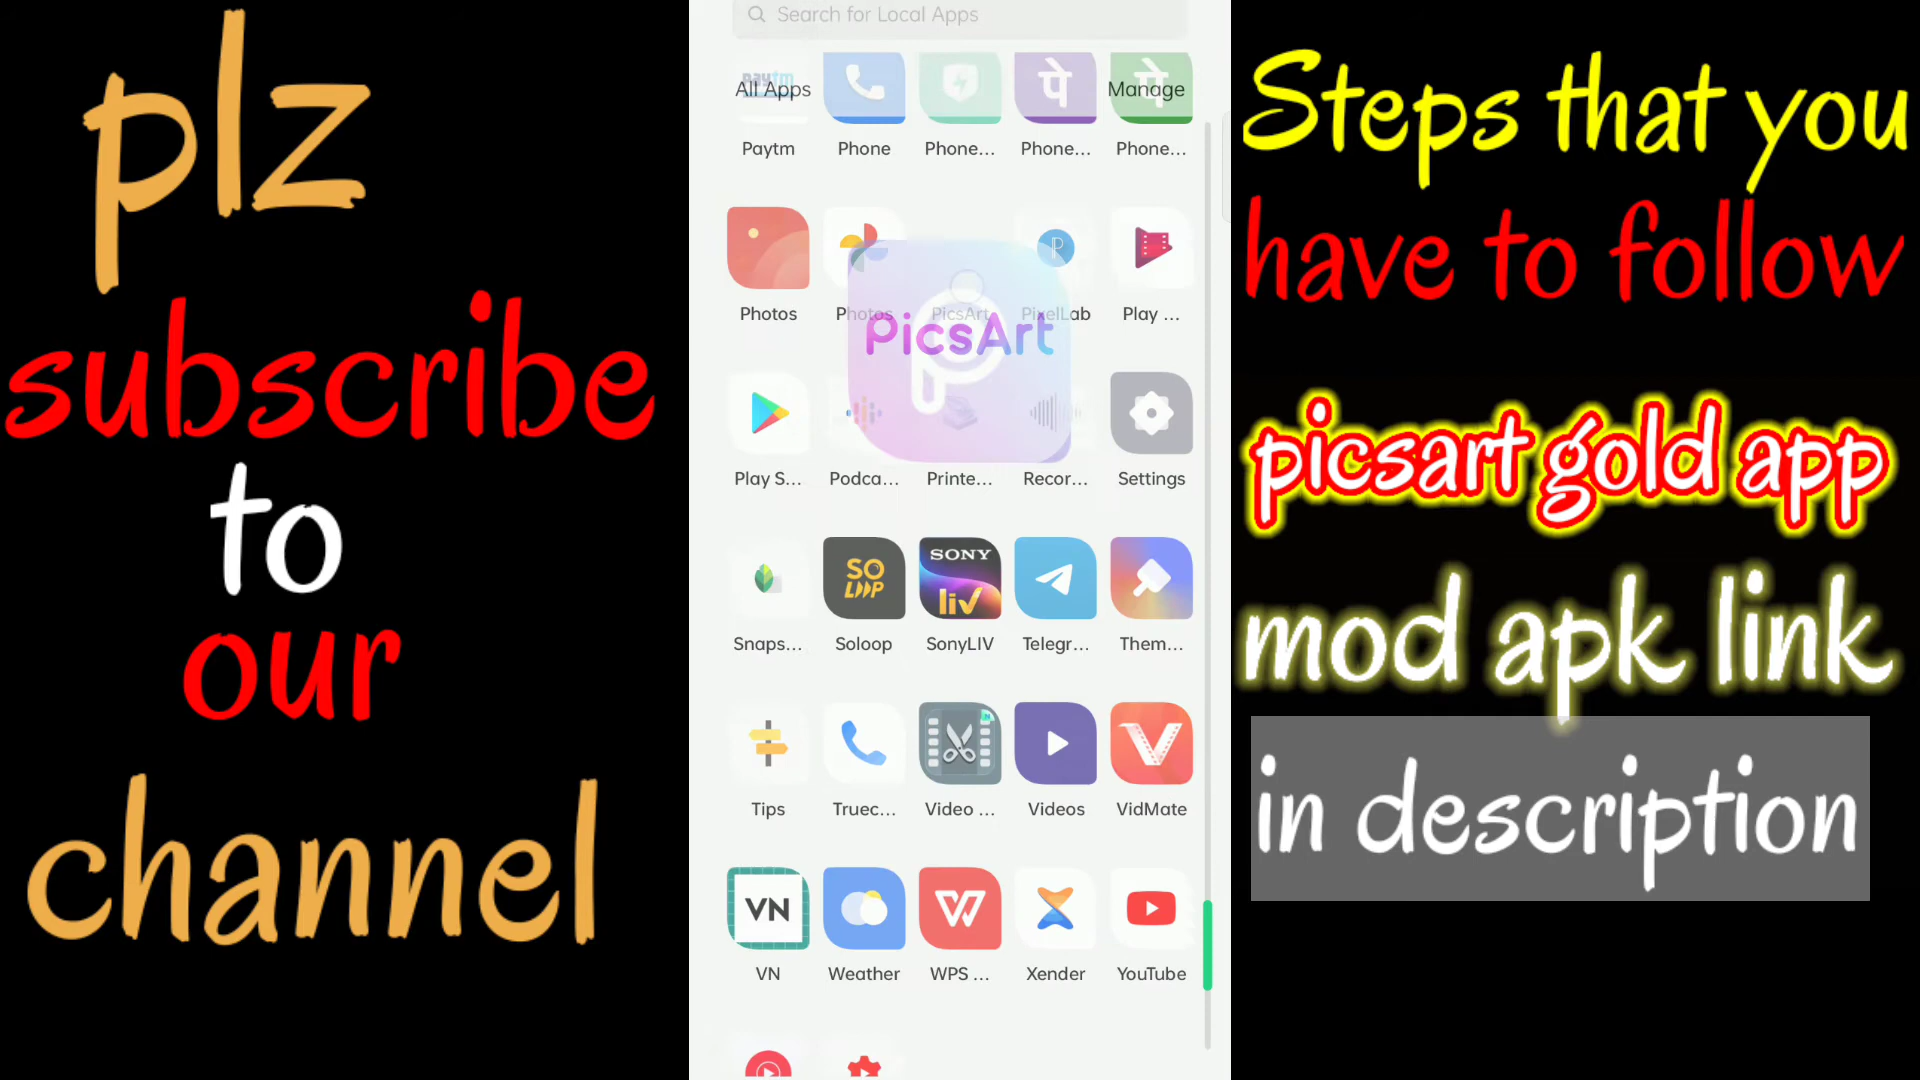 plz
subscribe
to
our
channel
Search for Local Apps
All Apps
Manage
paytm
Paytm
Phone
Phone...
Phone...
Phone...
Photos
Photos
PicsArt
PixelLab
Play ...
PicsArt
Play S...
Podca...
Printe...
Recor...
Settings
SO
LOOP
SONY
liv
Snaps...
Soloop
SonyLIV
Telegr...
Them...
Tips
Truec...
Video ...
Videos
VidMate
VN
VN
Weather
WPS ...
Xender
YouTube
Steps that you
have to follow
picsart gold app
mod apk link
in description